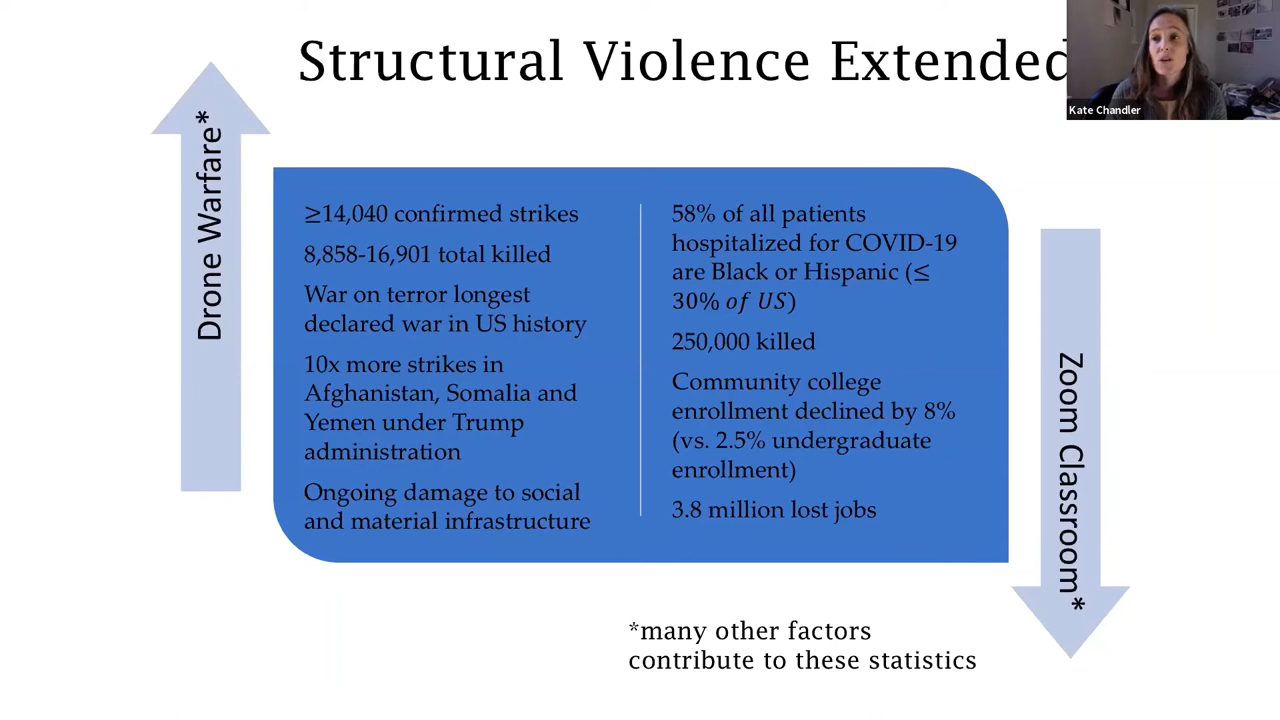 Structural Violence Extended
Kate Chandler
Drone Warfare*
≥14,040 confirmed strikes
8,858-16,901 total killed
War on terror longest
declared war in US history
10x more strikes in
Afghanistan, Somalia and
Yemen under Trump
administration
Ongoing damage to social
and material infrastructure
58% of all patients
hospitalized for COVID-19
are Black or Hispanic (≤
30% of US)
250,000 killed
Community college
enrollment declined by 8%
(vs. 2.5% undergraduate
enrollment)
3.8 million lost jobs
Zoom Classroom*
*many other factors
contribute to these statistics